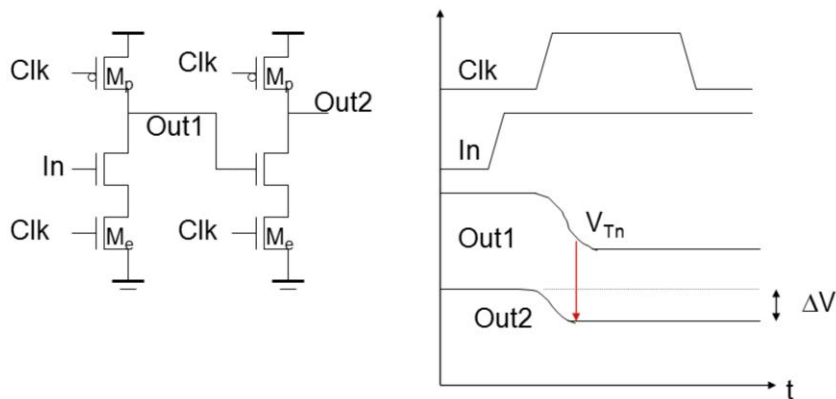 Clk
Mp
Clk
Mp
Out2
Out1
In
Clk
Me
Clk
Me
Clk
In
Out1
VTn
Out2
ΔV
t